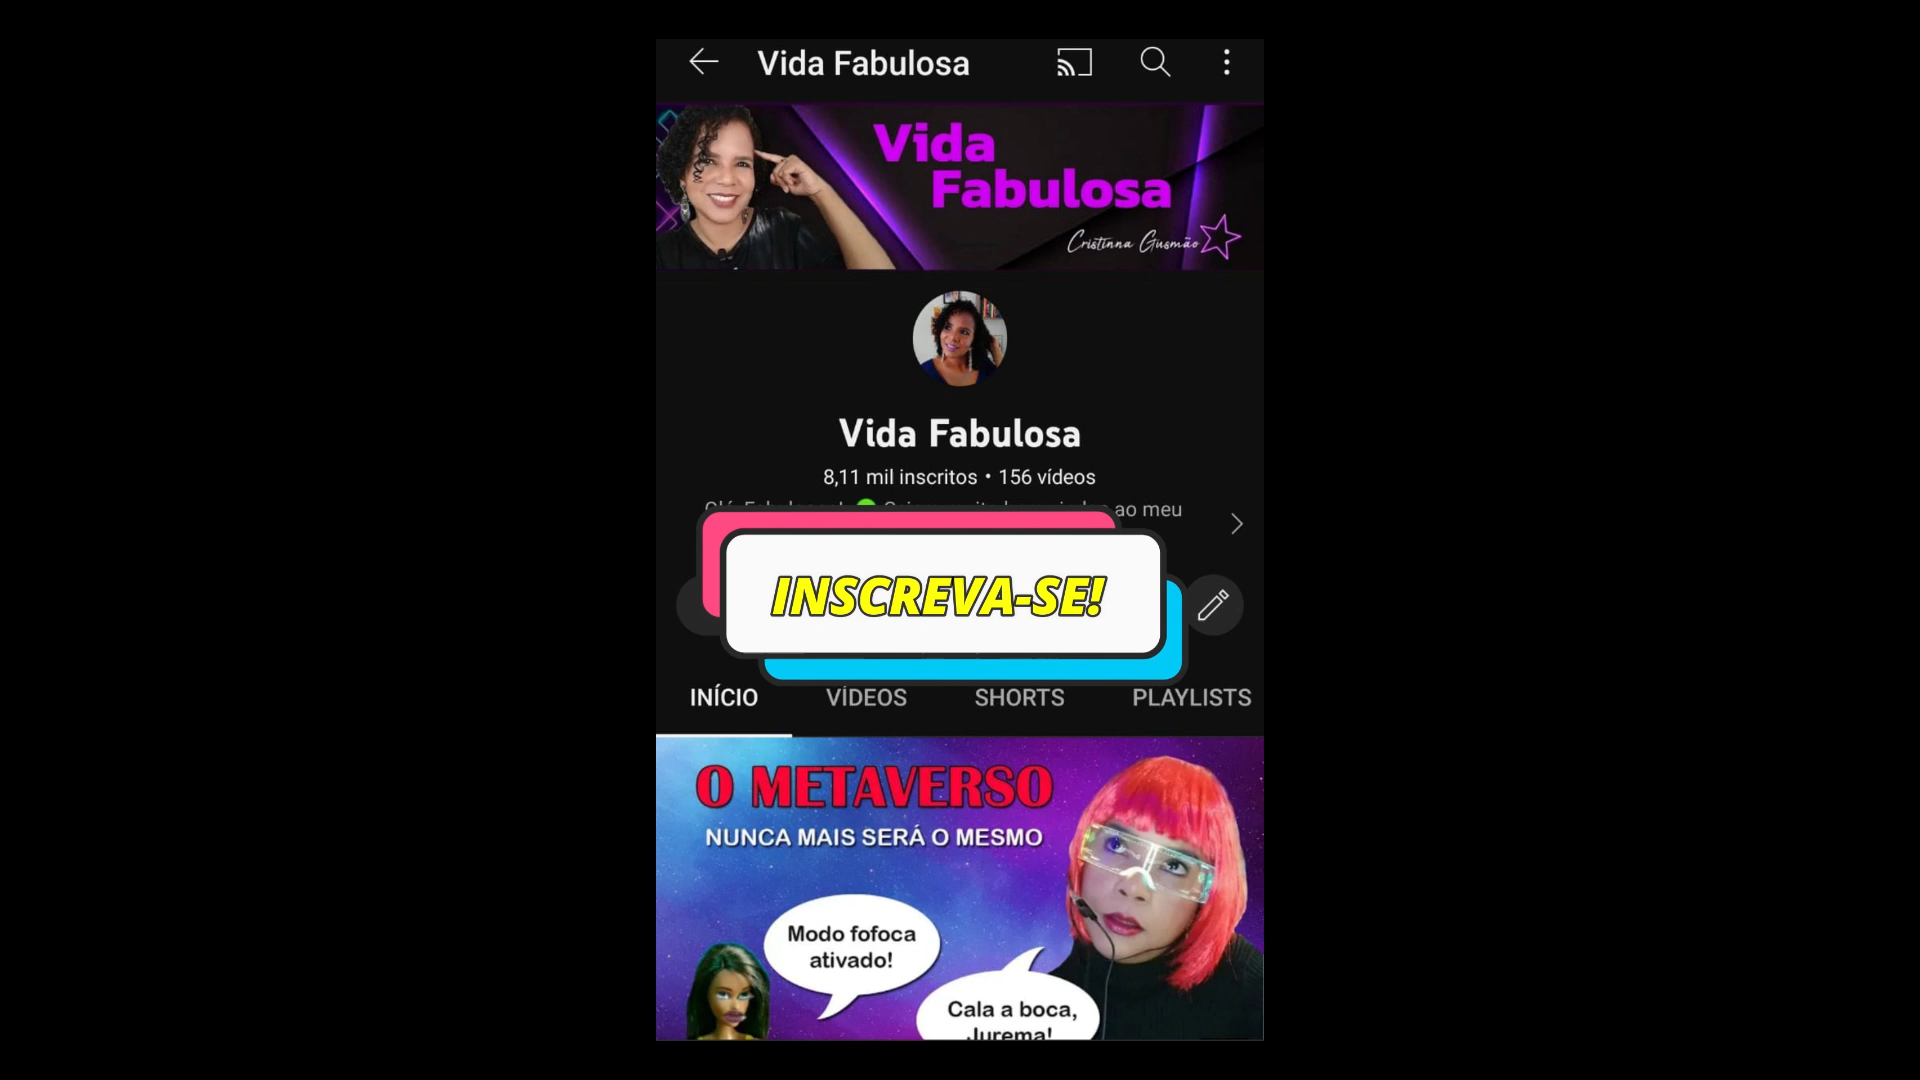 Vida Fabulosa
Vida
Fabulosa
Cristinna Gusmão
Vida Fabulosa
8,11 mil inscritos • 156 vídeos
ao meu
INSCREVA-SE!
INÍCIO VÍDEOS SHORTS PLAYLISTS
O METAVERSO
NUNCA MAIS SERÁ O MESMO
Modo fofoca
ativado!
Cala a boca,
Jurema!